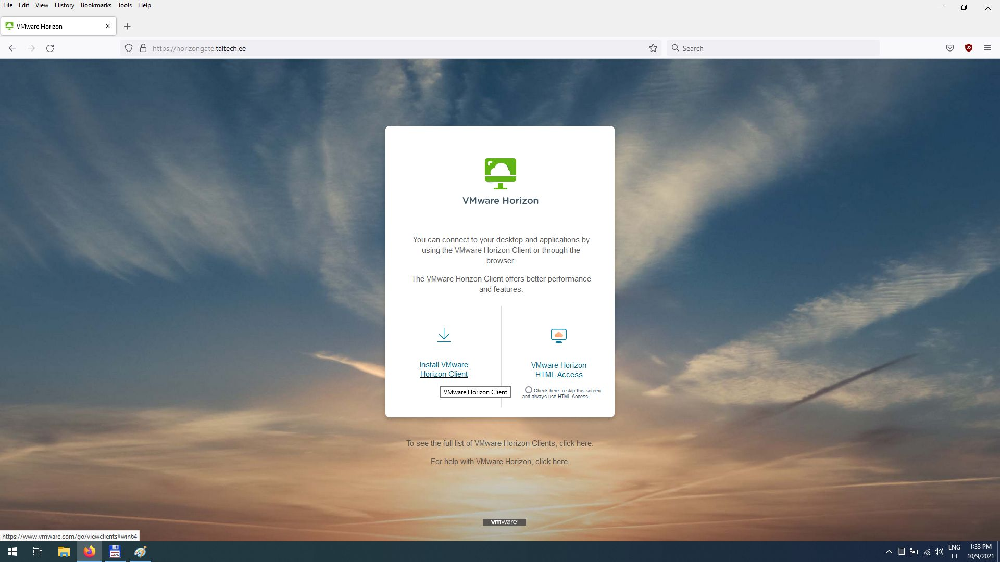 File Edit View History Bookmarks Tools Help
VMware Horizon
https://horizongate.taltech.ee
Search
VMware Horizon
You can connect to your desktop and applications by
using the VMware Horizon Client or through the
browser.
The VMware Horizon Client offers better performance
and features.
Install VMware
Horizon Client
VMware Horizon Client
VMware Horizon
HTML Access
Check here to skip this screen
and always use HTML Access.
To see the full list of VMware Horizon Clients, click here.
For help with VMware Horizon, click here.
vmware
https://www.vmware.com/go/viewclients#win64
ENG
ET
1:33 PM
10/9/2021